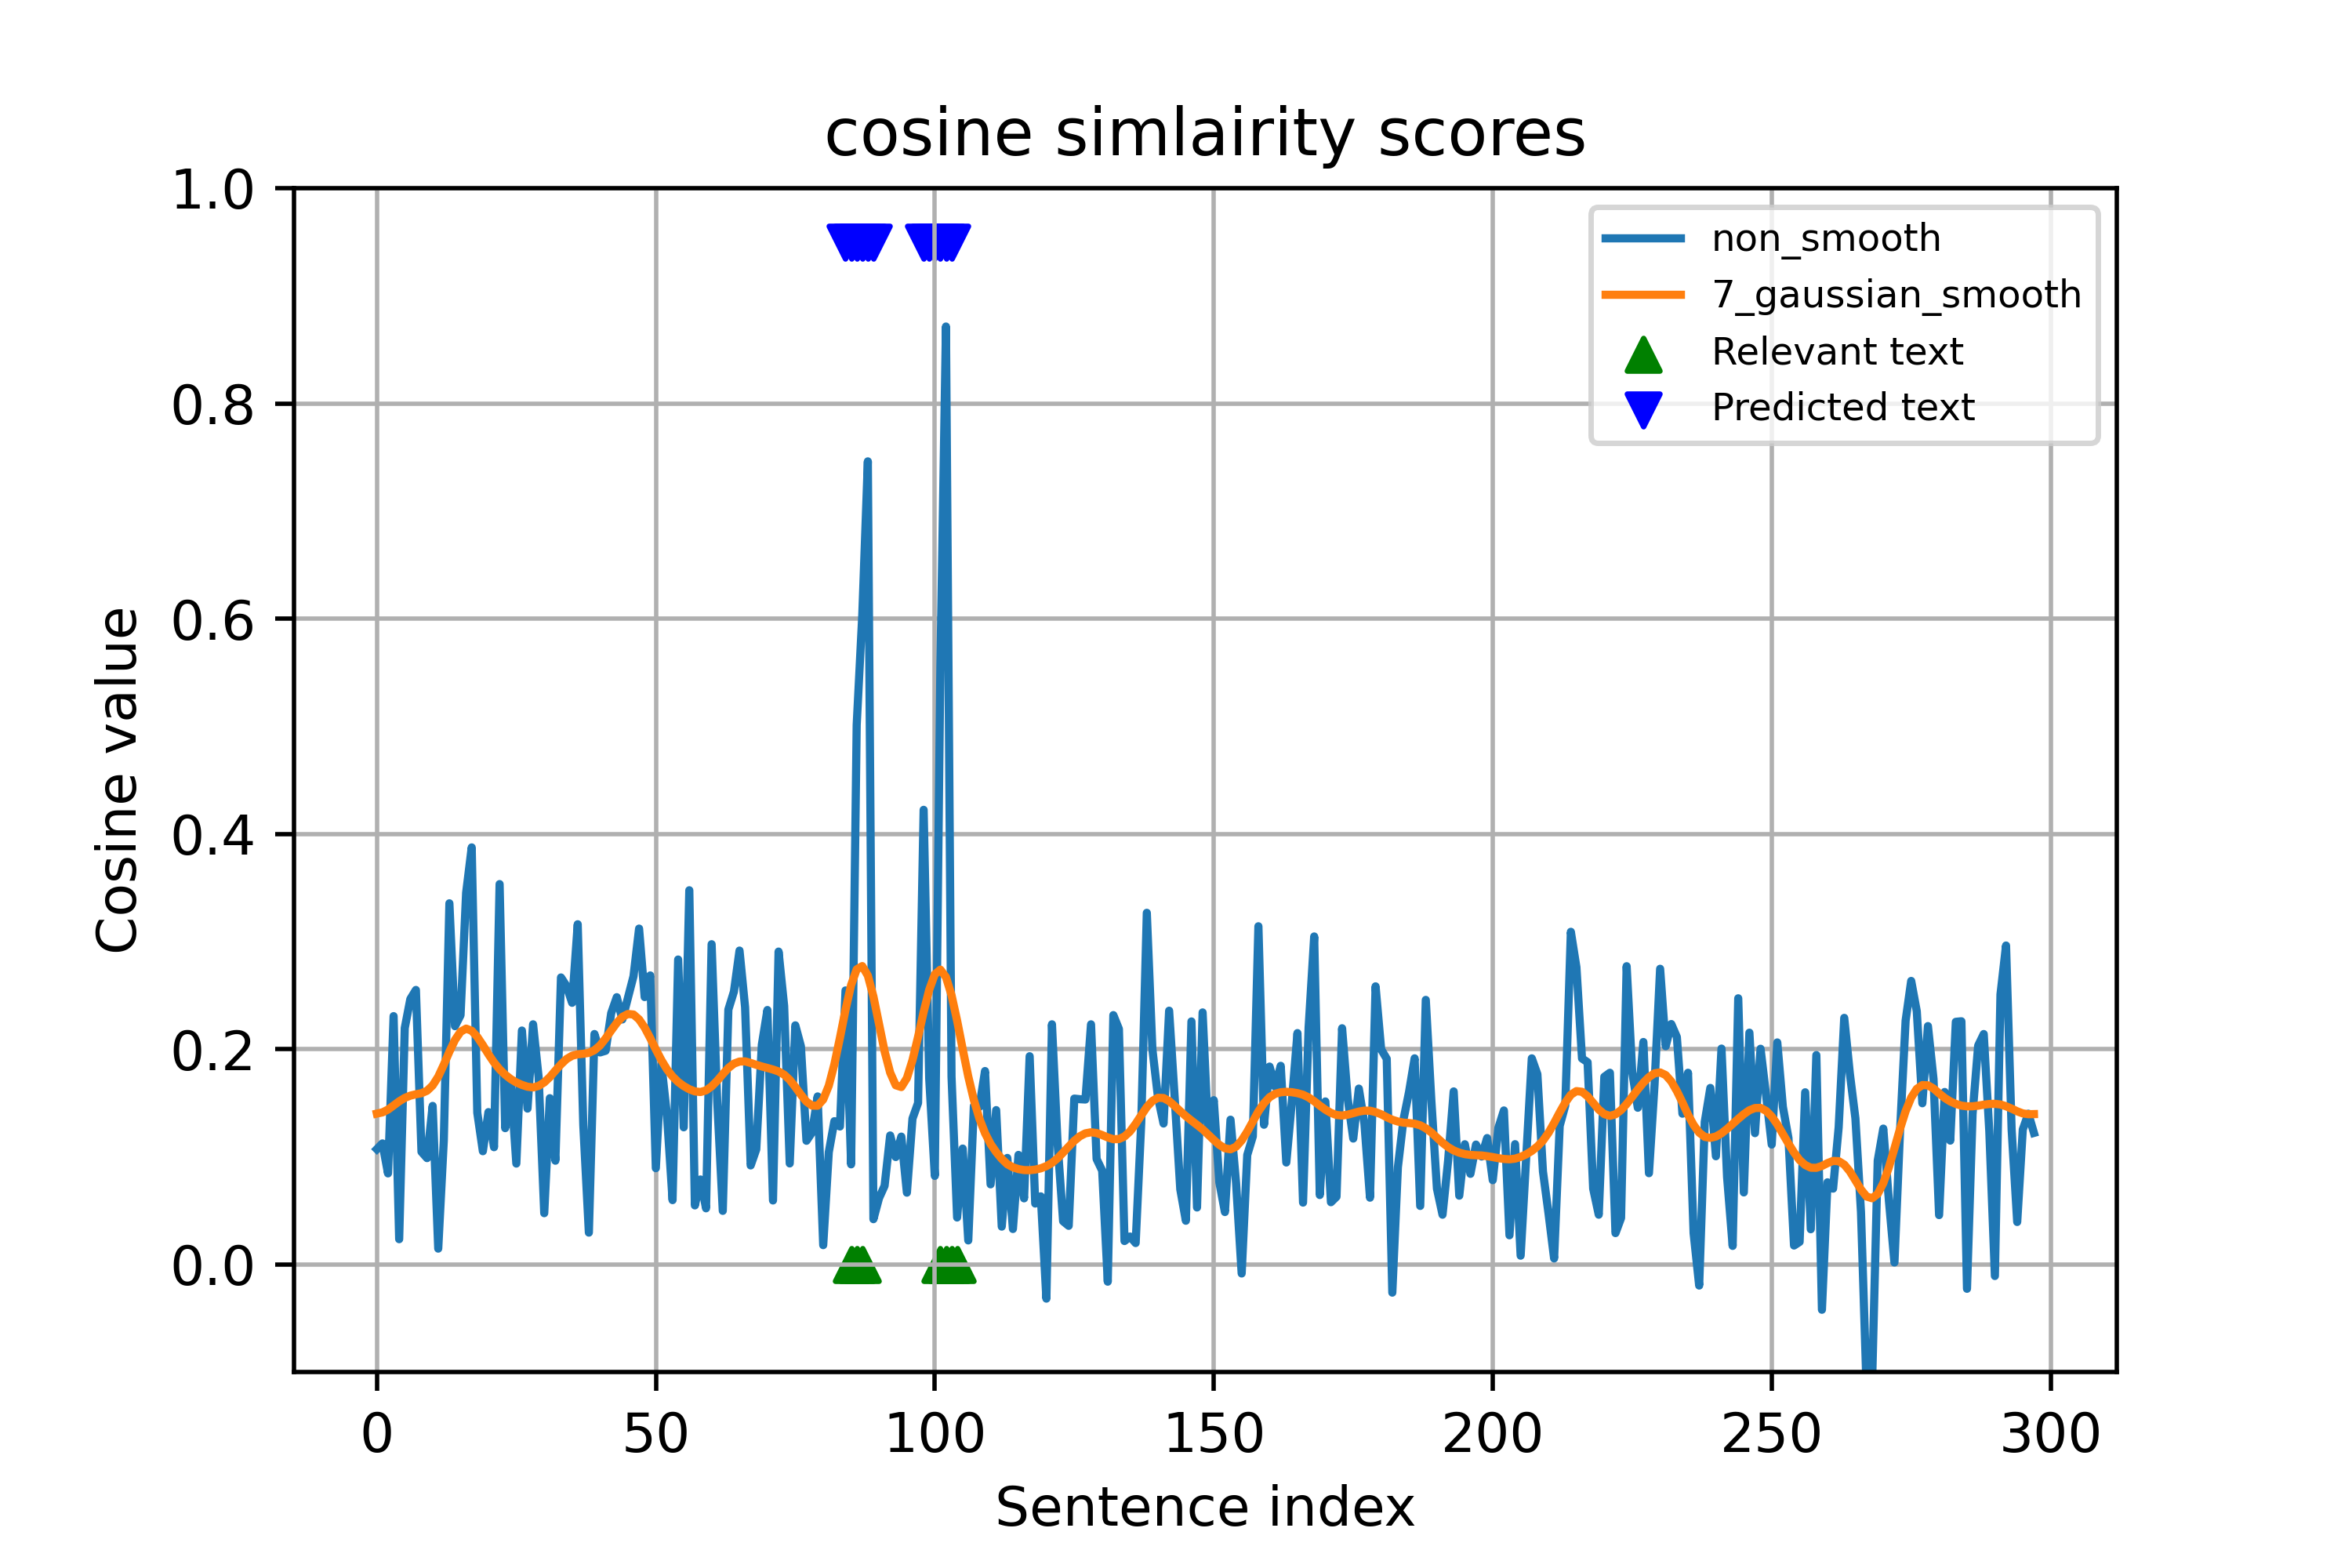 cosine simlairity scores
1.0
0.8
0.6
0.4
0.2
0.0
Cosine value
non_smooth
7_gaussian_smooth
Relevant text
Predicted text
0 50 100 150 200 250 300
Sentence index